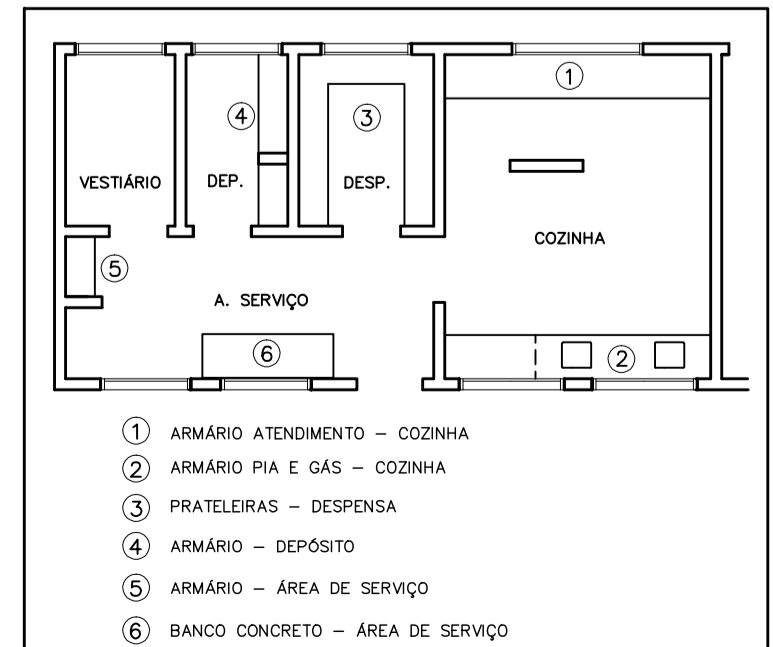 1
4
3
VESTIÁRIO
DEP.
DESP.
COZINHA
5
A. SERVIÇO
6
2
1 ARMÁRIO ATENDIMENTO – COZINHA
2 ARMÁRIO PIA E GÁS – COZINHA
3 PRATELEIRAS – DESPENSA
4 ARMÁRIO – DEPÓSITO
5 ARMÁRIO – ÁREA DE SERVIÇO
6 BANCO CONCRETO – ÁREA DE SERVIÇO